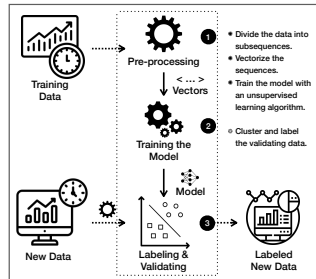 Training
Data
Pre-processing
1
Divide the data into
subsequences.
Vectorize the
sequences.
Train the model with
an unsupervised
learning algorithm.
< ... >
Vectors
Training the
Model
2
Cluster and label
the validating data.
Model
3
New Data
Labeling &
Validating
Labeled
New Data